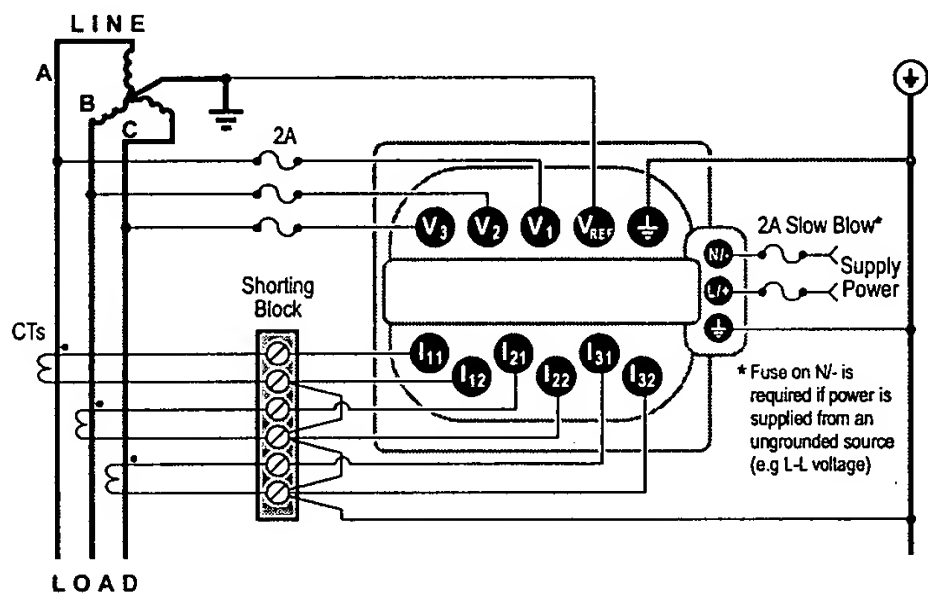 LINE
A
B
C
2A
V3 V2 V1 VREF
2A Slow Blow*
N/-
Supply
L/+
Power
Shorting
Block
CTs
I11 I21 I31
I12 I22 I32
* Fuse on N/- is
required if power is
supplied from an
ungrounded source
(e.g L-L voltage)
LOAD